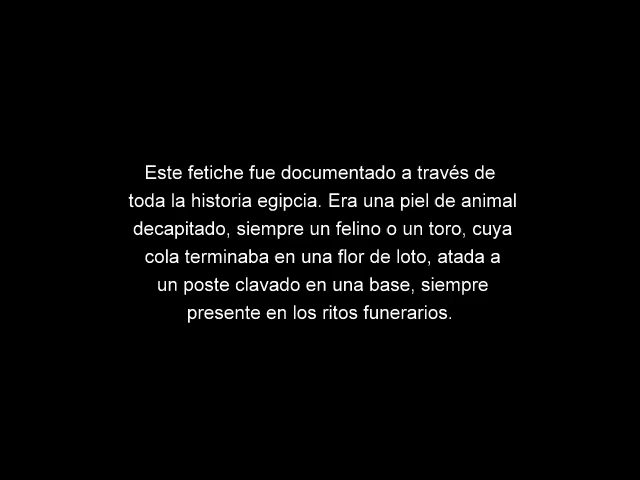 Este fetiche fue documentado a través de
toda la historia egipcia. Era una piel de animal
decapitado, siempre un felino o un toro, cuya
cola terminaba en una flor de loto, atada a
un poste clavado en una base, siempre
presente en los ritos funerarios.